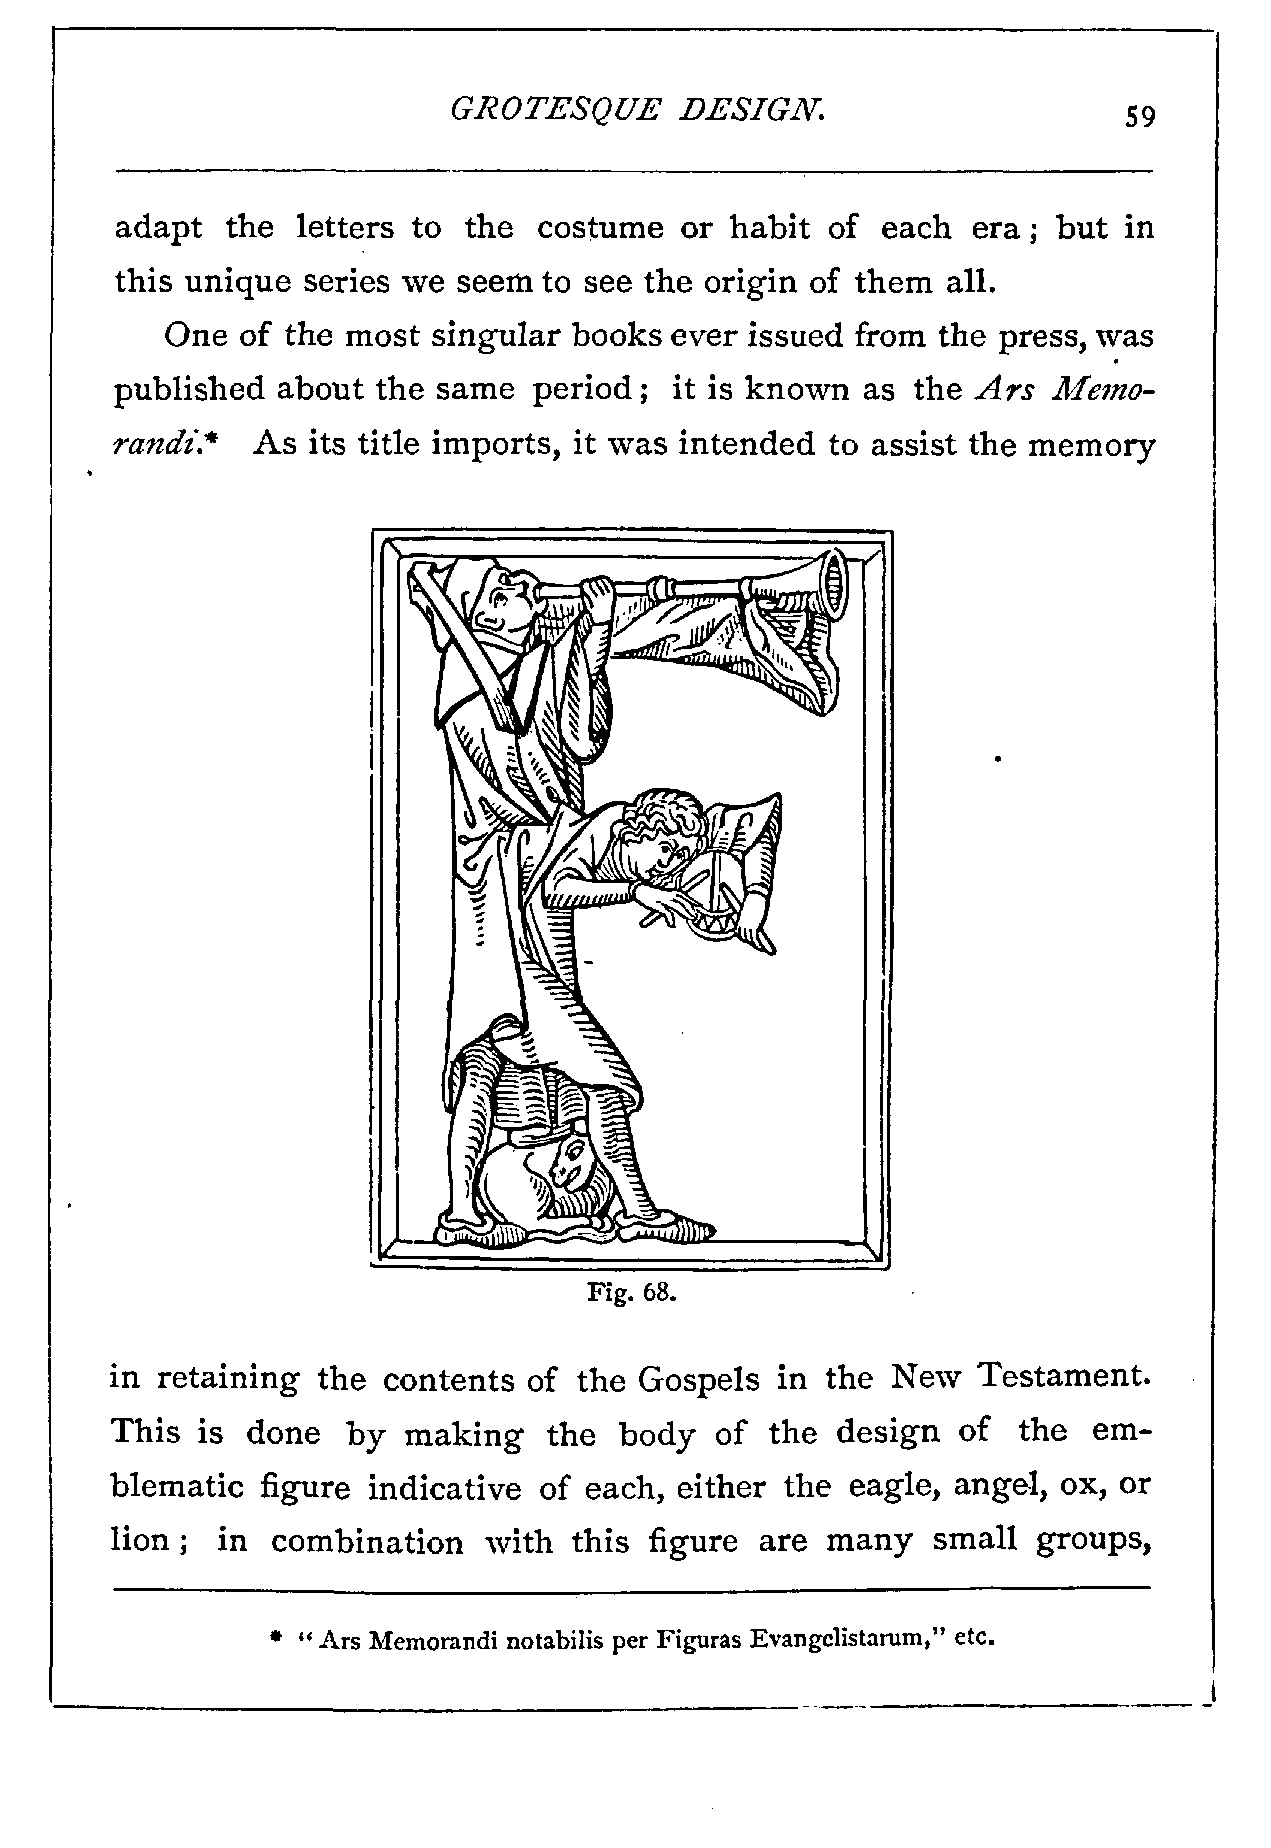 GROTESQUE DESIGN. 59
adapt the letters to the costume or habit of each era ; but in
this unique series we seem to see the origin of them all.
One of the most singular books ever issued from the press, was
published about the same period ; it is known as the Ars Memo-
randi.* As its title imports, it was intended to assist the memory
Fig. 68.
in retaining the contents of the Gospels in the New Testament.
This is done by making the body of the design of the em-
blematic figure indicative of each, either the eagle, angel, ox, or
lion ; in combination with this figure are many small groups,
* “ Ars Memorandi notabilis per Figuras Evangelistarum,” etc.